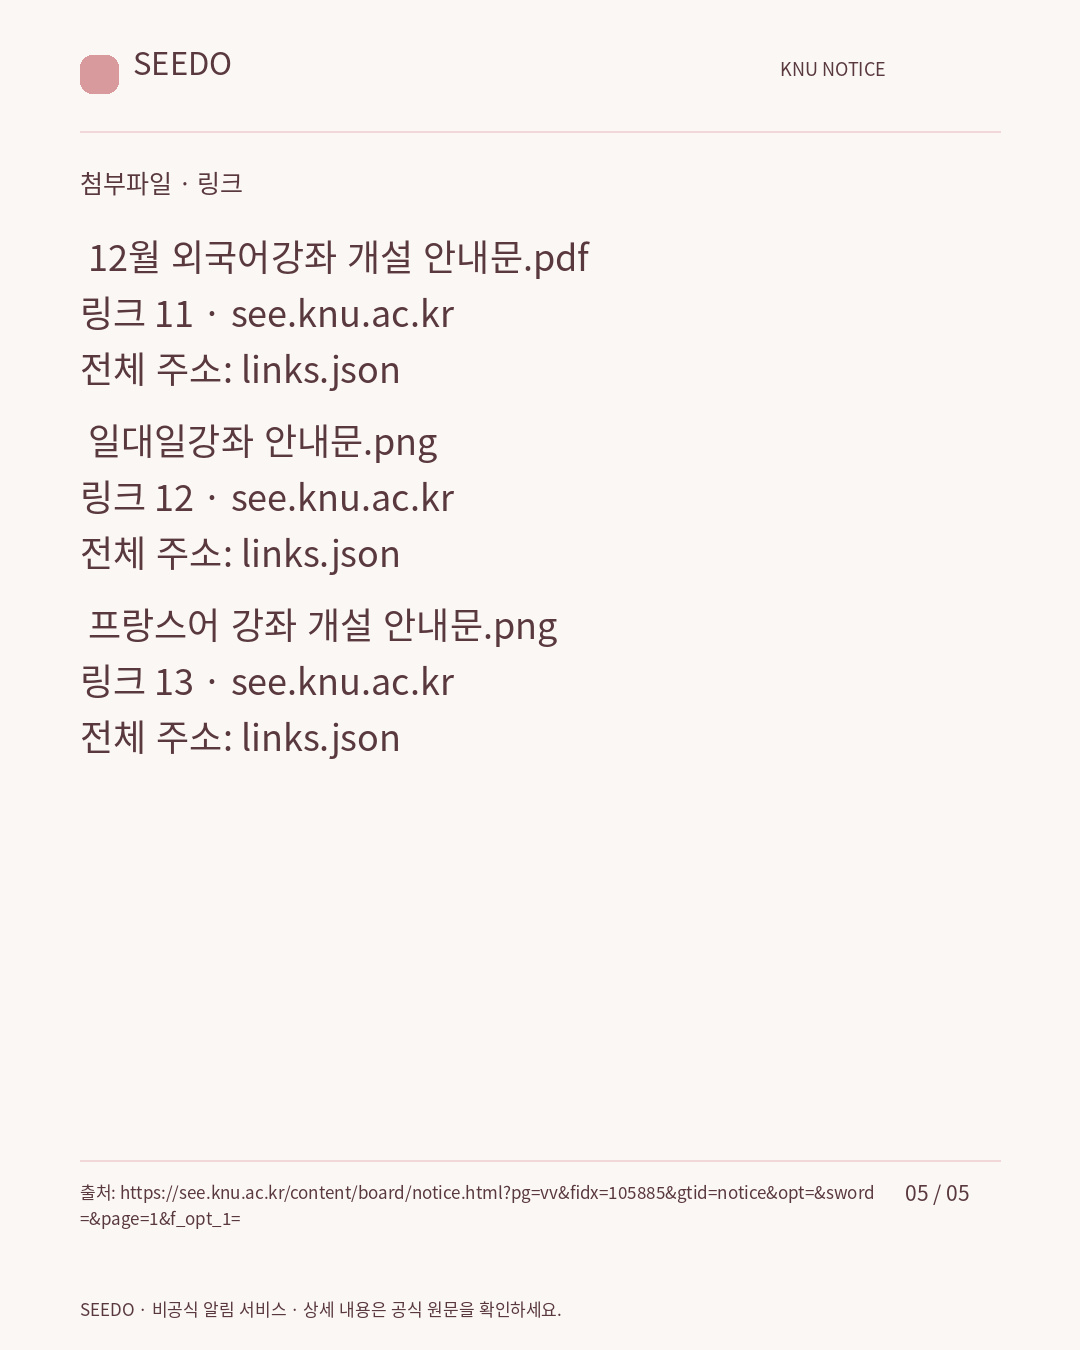 SEEDO
KNU NOTICE
첨부파일 · 링크
12월 외국어강좌 개설 안내문.pdf
링크 11 · see.knu.ac.kr
전체 주소: links.json
일대일강좌 안내문.png
링크 12 · see.knu.ac.kr
전체 주소: links.json
프랑스어 강좌 개설 안내문.png
링크 13 · see.knu.ac.kr
전체 주소: links.json
출처: https://see.knu.ac.kr/content/board/notice.html?pg=vv&fidx=105885&gtid=notice&opt=&sword
=&page=1&f_opt_1=
05 / 05
SEEDO · 비공식 알림 서비스 · 상세 내용은 공식 원문을 확인하세요.